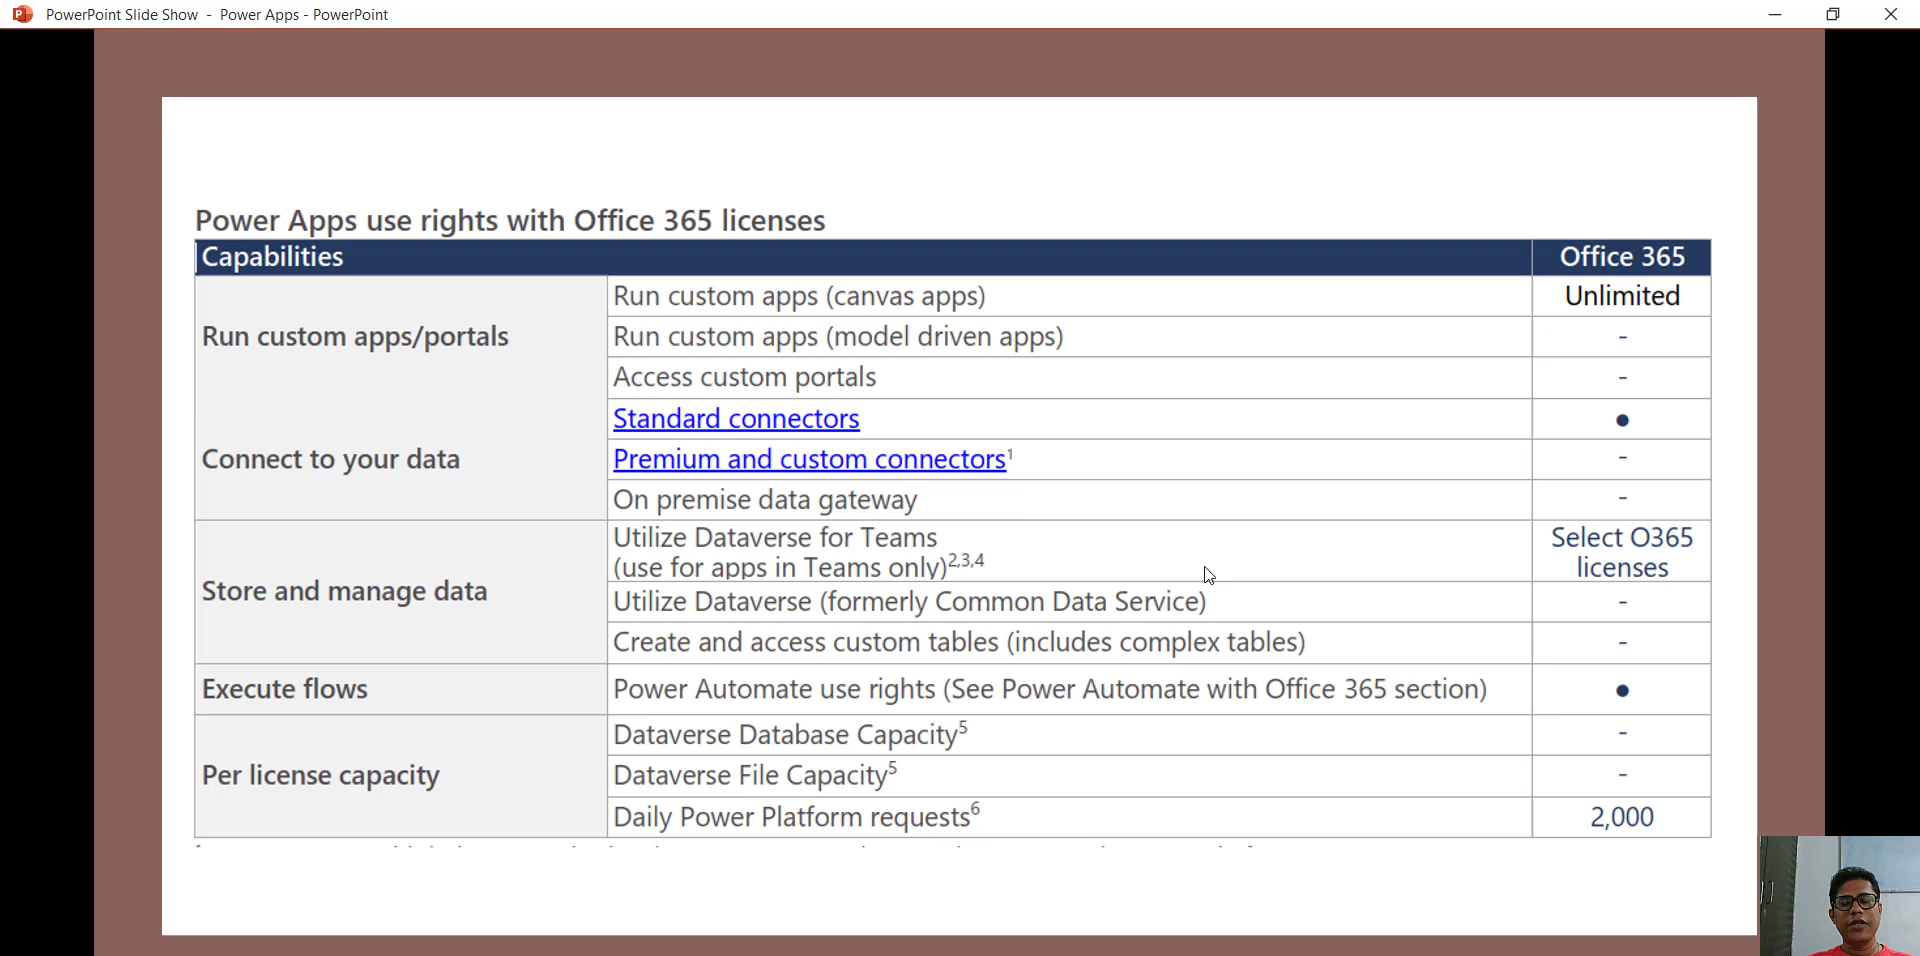 PowerPoint Slide Show - Power Apps - PowerPoint
Power Apps use rights with Office 365 licenses
Capabilities Office 365
Run custom apps/portals
Run custom apps (canvas apps) Unlimited
Run custom apps (model driven apps) -
Access custom portals -
Connect to your data
Standard connectors ●
Premium and custom connectors¹ -
On premise data gateway -
Store and manage data
Utilize Dataverse for Teams
(use for apps in Teams only)²,³,⁴
Select O365
licenses
Utilize Dataverse (formerly Common Data Service) -
Create and access custom tables (includes complex tables) -
Execute flows
Power Automate use rights (See Power Automate with Office 365 section) ●
Per license capacity
Dataverse Database Capacity⁵ -
Dataverse File Capacity⁵ -
Daily Power Platform requests⁶ 2,000